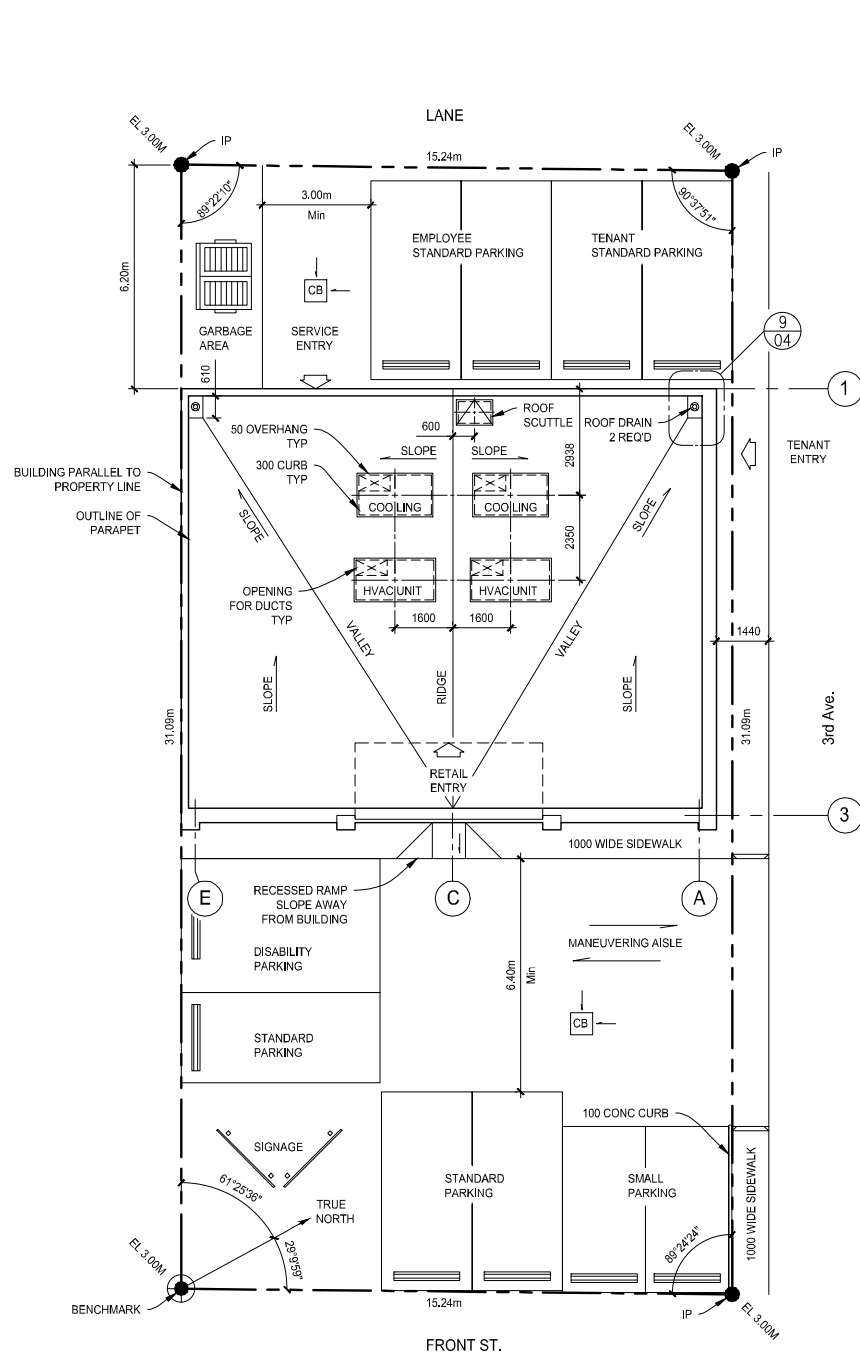 LANE
EL 3.00M
IP
15.24m
EL 3.00M
IP
89°22'10"
90°37'51"
3.00m
Min
6.20m
EMPLOYEE
STANDARD PARKING
TENANT
STANDARD PARKING
CB
GARBAGE
AREA
SERVICE
ENTRY
9
04
610
1
50 OVERHANG
TYP
600
ROOF
SCUTTLE
ROOF DRAIN
2 REQ'D
TENANT
ENTRY
SLOPE
SLOPE
2938
300 CURB
TYP
BUILDING PARALLEL TO
PROPERTY LINE
COOLING
COOLING
SLOPE
SLOPE
OUTLINE OF
PARAPET
2350
OPENING
FOR DUCTS
TYP
HVAC UNIT
HVAC UNIT
1600
1600
VALLEY
VALLEY
1440
SLOPE
RIDGE
SLOPE
31.09m
31.09m
3rd Ave.
RETAIL
ENTRY
3
1000 WIDE SIDEWALK
E
C
A
RECESSED RAMP
SLOPE AWAY
FROM BUILDING
DISABILITY
PARKING
MANEUVERING AISLE
6.40m
Min
CB
STANDARD
PARKING
100 CONC CURB
SIGNAGE
STANDARD
PARKING
SMALL
PARKING
1000 WIDE SIDEWALK
61°25'36"
TRUE
NORTH
29°9'59"
89°24'24"
EL 3.00M
BENCHMARK
15.24m
IP
EL 3.00M
FRONT ST.